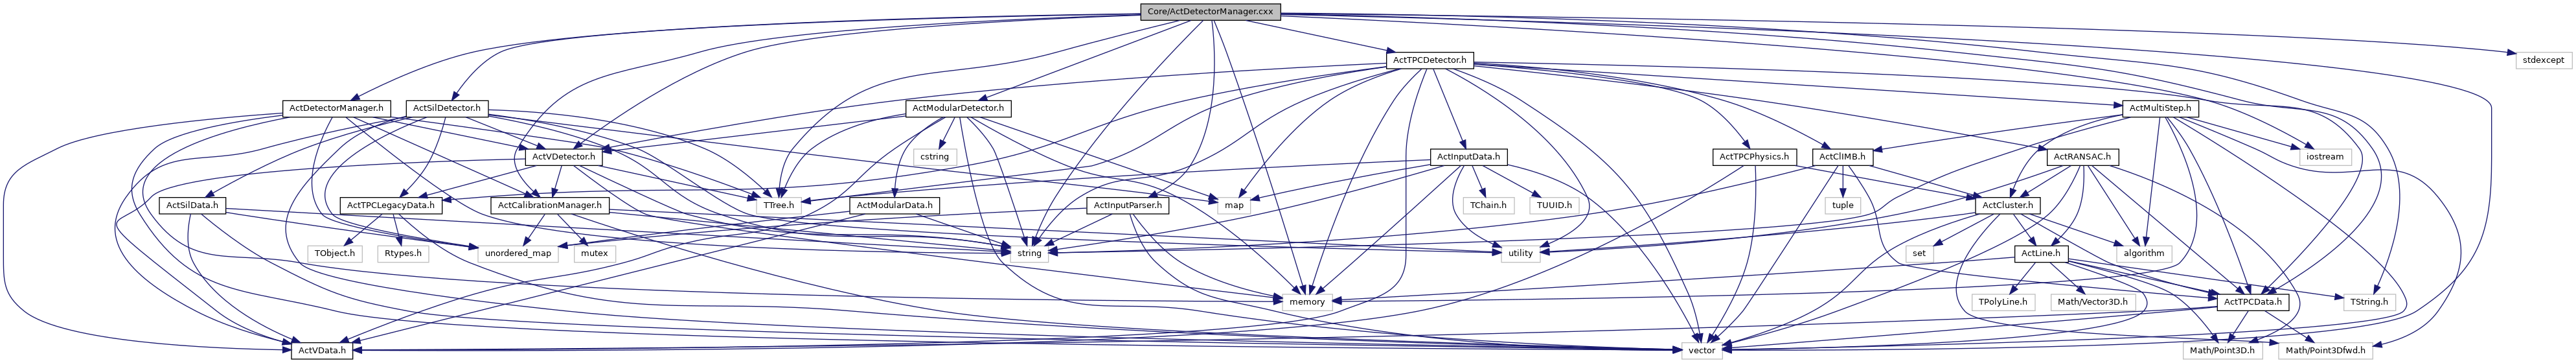 Core/ActDetectorManager.cxx
stdexcept
ActTPCDetector.h
ActDetectorManager.h
ActSilDetector.h
ActModularDetector.h
ActMultiStep.h
ActVDetector.h
cstring
ActInputData.h
ActTPCPhysics.h
ActClIMB.h
ActRANSAC.h
iostream
ActSilData.h
ActTPCLegacyData.h
ActCalibrationManager.h
TTree.h
ActModularData.h
ActInputParser.h
map
TChain.h
TUUID.h
tuple
ActCluster.h
TObject.h
Rtypes.h
unordered_map
mutex
string
utility
set
ActLine.h
algorithm
memory
TPolyLine.h
Math/Vector3D.h
ActTPCData.h
TString.h
ActVData.h
vector
Math/Point3D.h
Math/Point3Dfwd.h